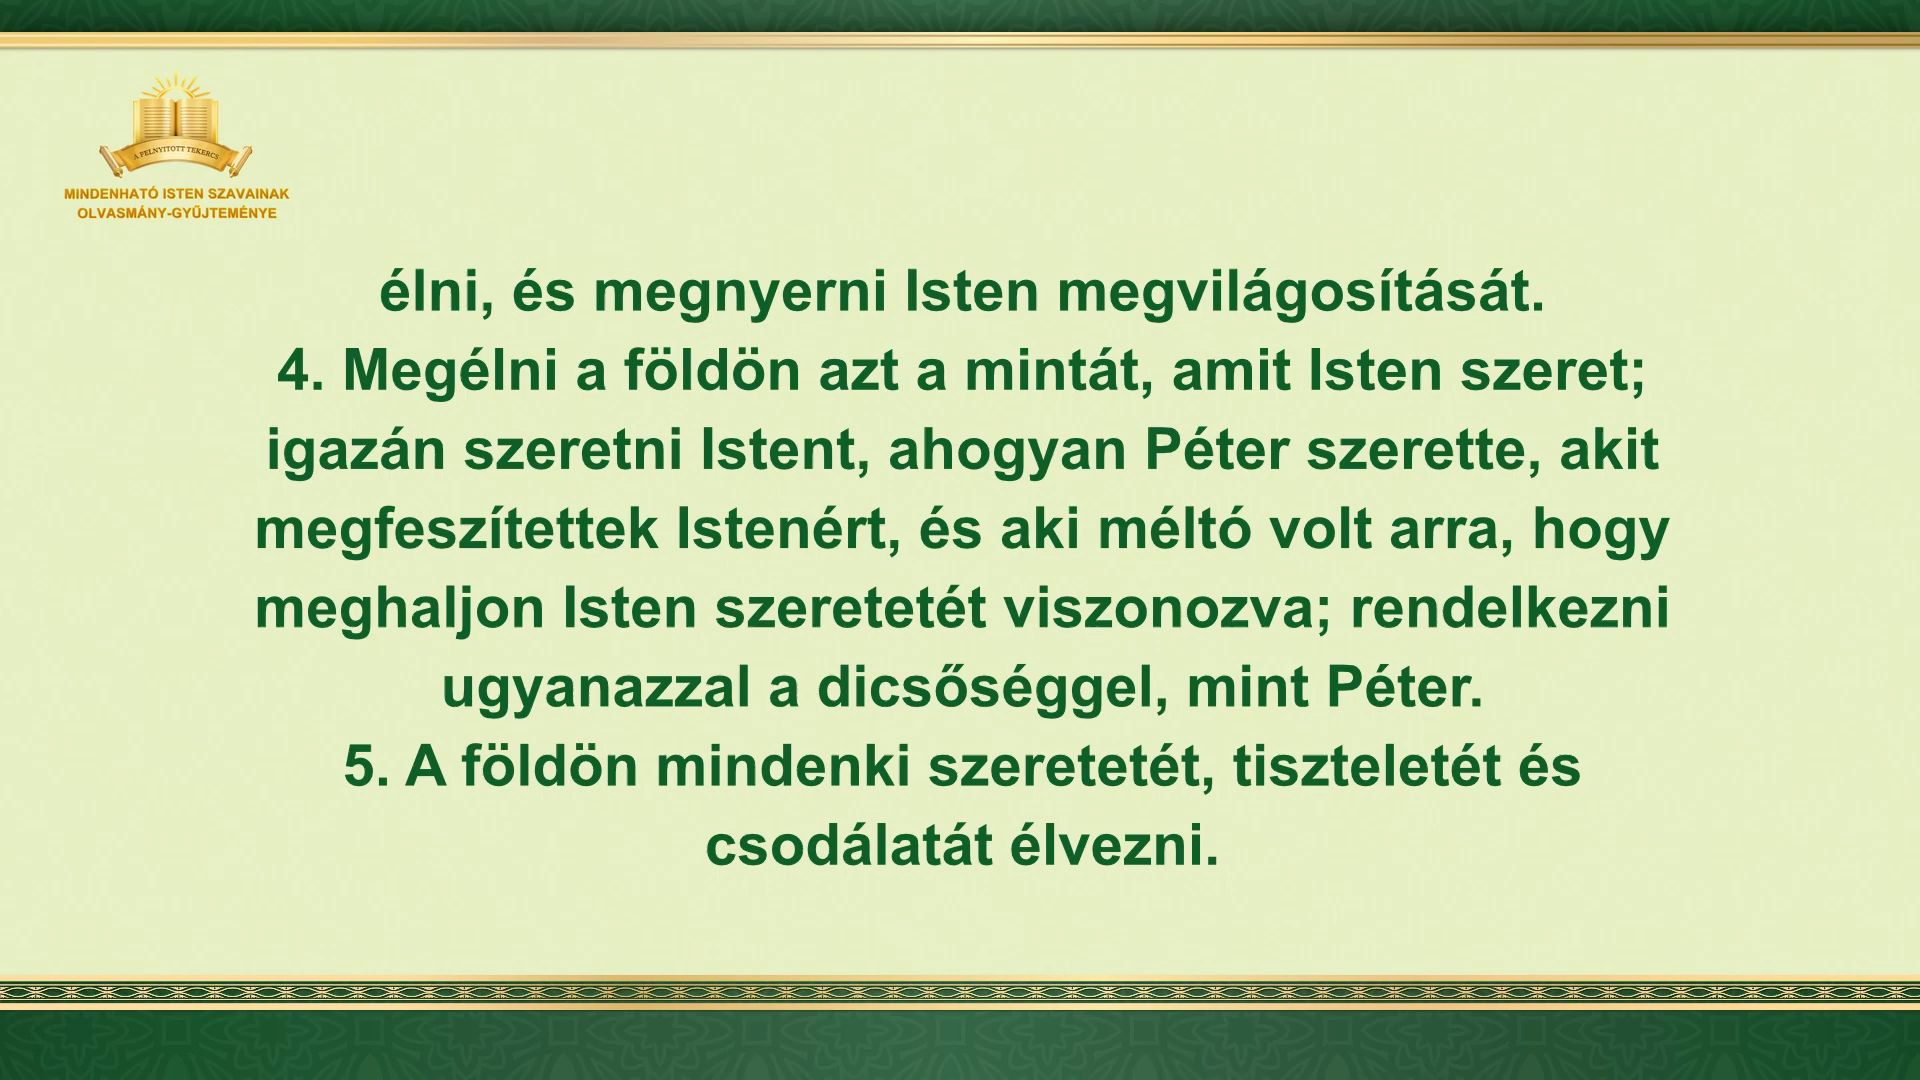 A FELNYITOTT TEKERCS
MINDENHATÓ ISTEN SZAVAINAK
OLVASMÁNY-GYŰJTEMÉNYE
élni, és megnyerni Isten megvilágosítását.
4. Megélni a földön azt a mintát, amit Isten szeret;
igazán szeretni Istent, ahogyan Péter szerette, akit
megfeszítettek Istenért, és aki méltó volt arra, hogy
meghaljon Isten szeretetét viszonozva; rendelkezni
ugyanazzal a dicsőséggel, mint Péter.
5. A földön mindenki szeretetét, tiszteletét és
csodálatát élvezni.